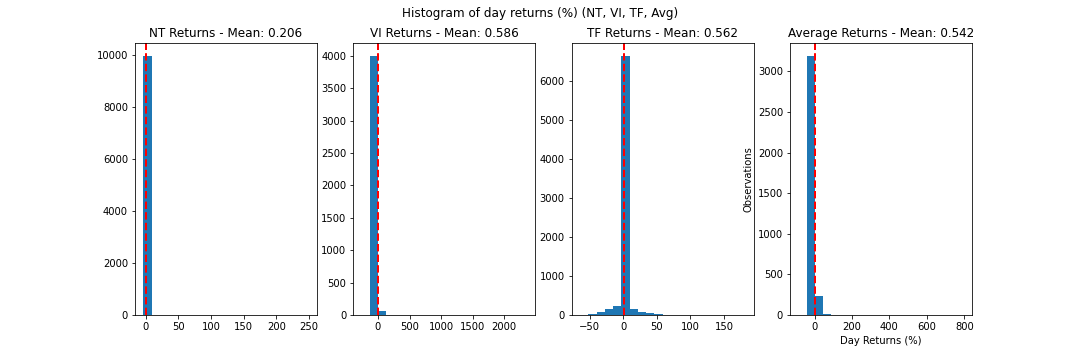 Histogram of day returns (%) (NT, VI, TF, Avg)
NT Returns - Mean: 0.206
10000
8000
6000
4000
2000
0
0 50 100 150 200 250
VI Returns - Mean: 0.586
4000
3500
3000
2500
2000
1500
1000
500
0
0 500 1000 1500 2000
TF Returns - Mean: 0.562
6000
5000
4000
3000
2000
1000
0
−50 0 50 100 150
Average Returns - Mean: 0.542
Observations
3000
2500
2000
1500
1000
500
0
0 200 400 600 800
Day Returns (%)